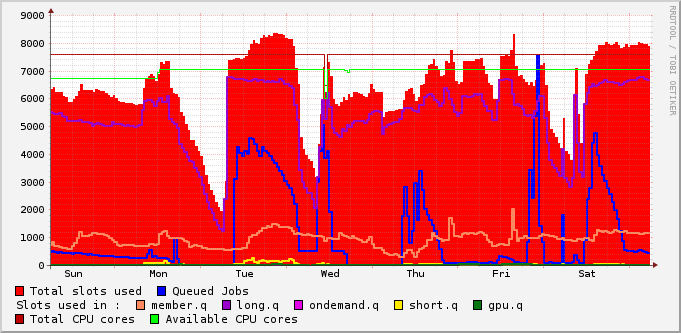 RRDTOOL / TOBI OETIKER
9000
8000
7000
6000
5000
4000
3000
2000
1000
0
Sun Mon Tue Wed Thu Fri Sat
Total slots used Queued Jobs
Slots used in : member.q long.q ondemand.q short.q gpu.q
Total CPU cores Available CPU cores